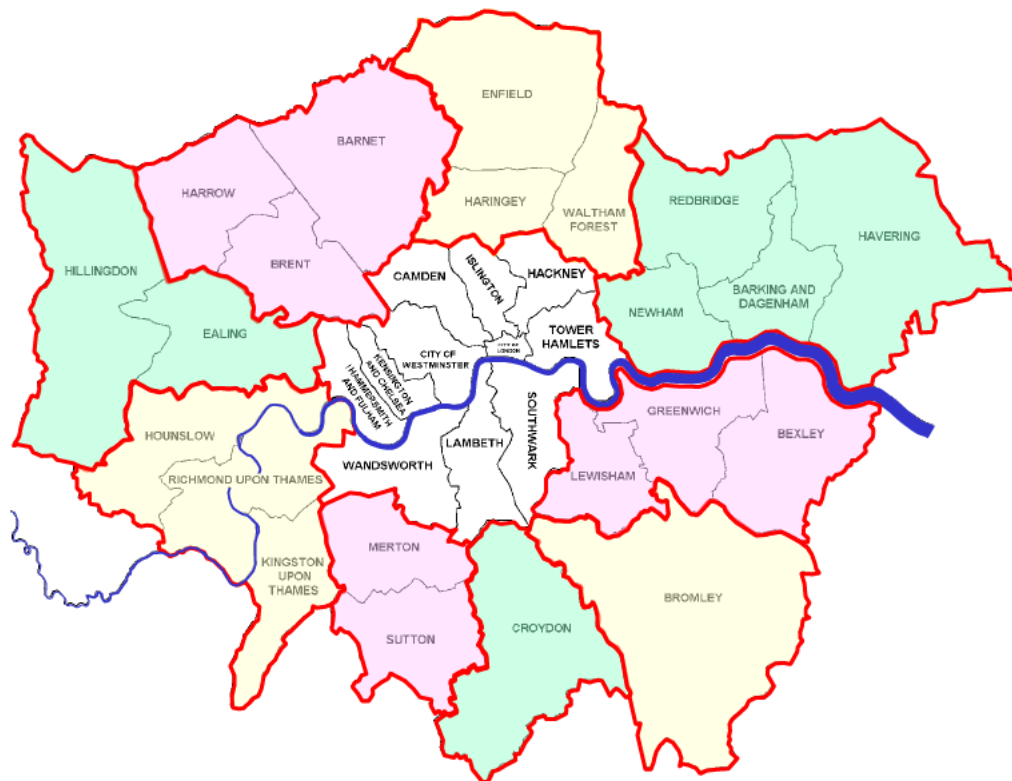 ENFIELD
BARNET
HARROW
HARINGEY
WALTHAM
FOREST
REDBRIDGE
HAVERING
BRENT
HILLINGDON
CAMDEN
ISLINGTON
HACKNEY
BARKING AND
DAGENHAM
NEWHAM
EALING
TOWER
HAMLETS
CITY OF
LONDON
CITY OF
WESTMINSTER
KENSINGTON
AND CHELSEA
HAMMERSMITH
AND FULHAM
SOUTHWARK
GREENWICH
BEXLEY
HOUNSLOW
LAMBETH
WANDSWORTH
LEWISHAM
RICHMOND UPON THAMES
MERTON
KINGSTON
UPON
THAMES
BROMLEY
CROYDON
SUTTON